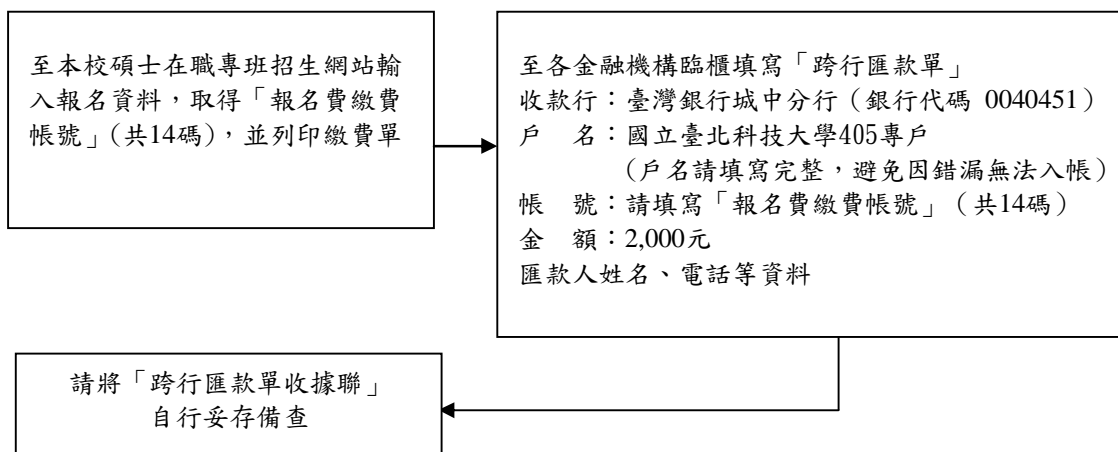 至本校碩士在職專班招生網站輸
入報名資料，取得「報名費繳費
帳號」(共14碼)，並列印繳費單
至各金融機構臨櫃填寫「跨行匯款單」
收款行：臺灣銀行城中分行（銀行代碼 0040451）
戶　名：國立臺北科技大學405專戶
（戶名請填寫完整，避免因錯漏無法入帳）
帳　號：請填寫「報名費繳費帳號」（共14碼）
金　額：2,000元
匯款人姓名、電話等資料
請將「跨行匯款單收據聯」
自行妥存備查